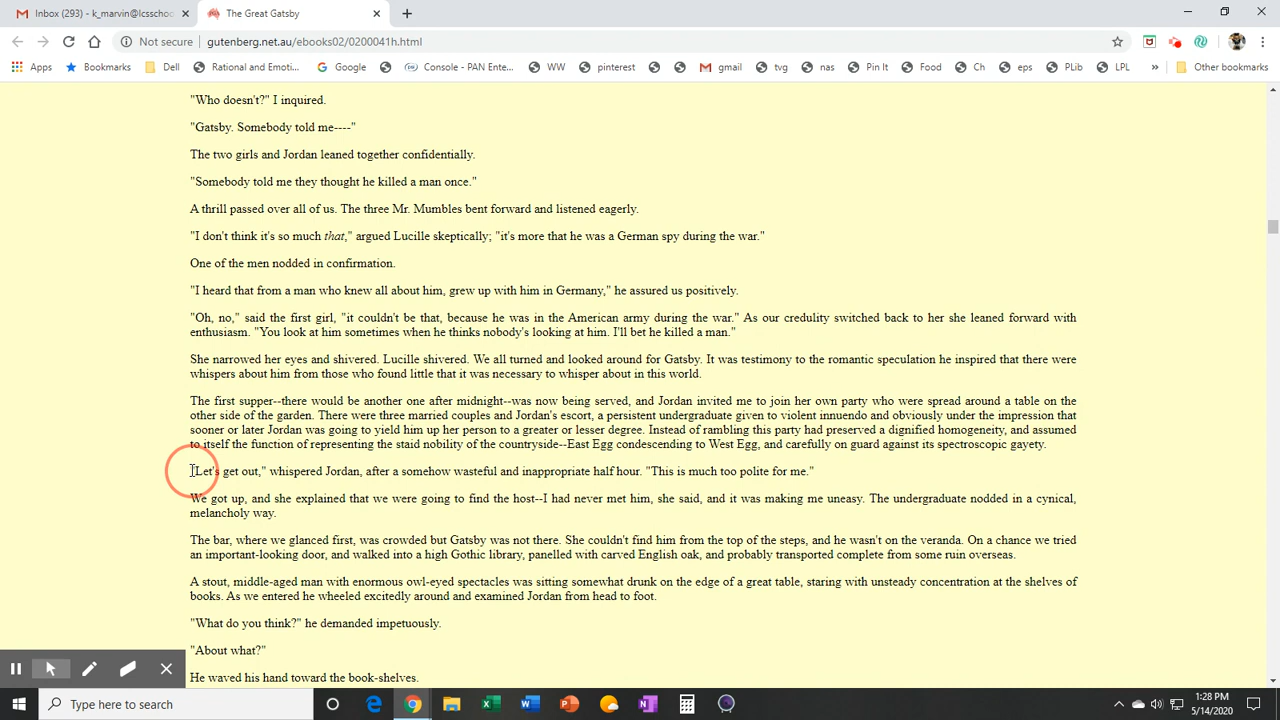 Inbox (293) - k_marvin@lcsschoo
The Great Gatsby
Not secure
gutenberg.net.au/ebooks02/0200041h.html
Apps
Bookmarks
Dell
Rational and Emoti...
Google
Console - PAN Ente...
WW
pinterest
gmail
tvg
nas
Pin It
Food
Ch
eps
PLib
LPL
»
Other bookmarks
"Who doesn't?" I inquired.
"Gatsby. Somebody told me----"
The two girls and Jordan leaned together confidentially.
"Somebody told me they thought he killed a man once."
A thrill passed over all of us. The three Mr. Mumbles bent forward and listened eagerly.
"I don't think it's so much that," argued Lucille skeptically; "it's more that he was a German spy during the war."
One of the men nodded in confirmation.
"I heard that from a man who knew all about him, grew up with him in Germany," he assured us positively.
"Oh, no," said the first girl, "it couldn't be that, because he was in the American army during the war." As our credulity switched back to her she leaned forward with
enthusiasm. "You look at him sometimes when he thinks nobody's looking at him. I'll bet he killed a man."
She narrowed her eyes and shivered. Lucille shivered. We all turned and looked around for Gatsby. It was testimony to the romantic speculation he inspired that there were
whispers about him from those who found little that it was necessary to whisper about in this world.
The first supper--there would be another one after midnight--was now being served, and Jordan invited me to join her own party who were spread around a table on the
other side of the garden. There were three married couples and Jordan's escort, a persistent undergraduate given to violent innuendo and obviously under the impression that
sooner or later Jordan was going to yield him up her person to a greater or lesser degree. Instead of rambling this party had preserved a dignified homogeneity, and assumed
to itself the function of representing the staid nobility of the countryside--East Egg condescending to West Egg, and carefully on guard against its spectroscopic gayety.
"Let's get out," whispered Jordan, after a somehow wasteful and inappropriate half hour. "This is much too polite for me."
We got up, and she explained that we were going to find the host--I had never met him, she said, and it was making me uneasy. The undergraduate nodded in a cynical,
melancholy way.
The bar, where we glanced first, was crowded but Gatsby was not there. She couldn't find him from the top of the steps, and he wasn't on the veranda. On a chance we tried
an important-looking door, and walked into a high Gothic library, panelled with carved English oak, and probably transported complete from some ruin overseas.
A stout, middle-aged man with enormous owl-eyed spectacles was sitting somewhat drunk on the edge of a great table, staring with unsteady concentration at the shelves of
books. As we entered he wheeled excitedly around and examined Jordan from head to foot.
"What do you think?" he demanded impetuously.
"About what?"
He waved his hand toward the book-shelves.
Type here to search
1:28 PM
5/14/2020